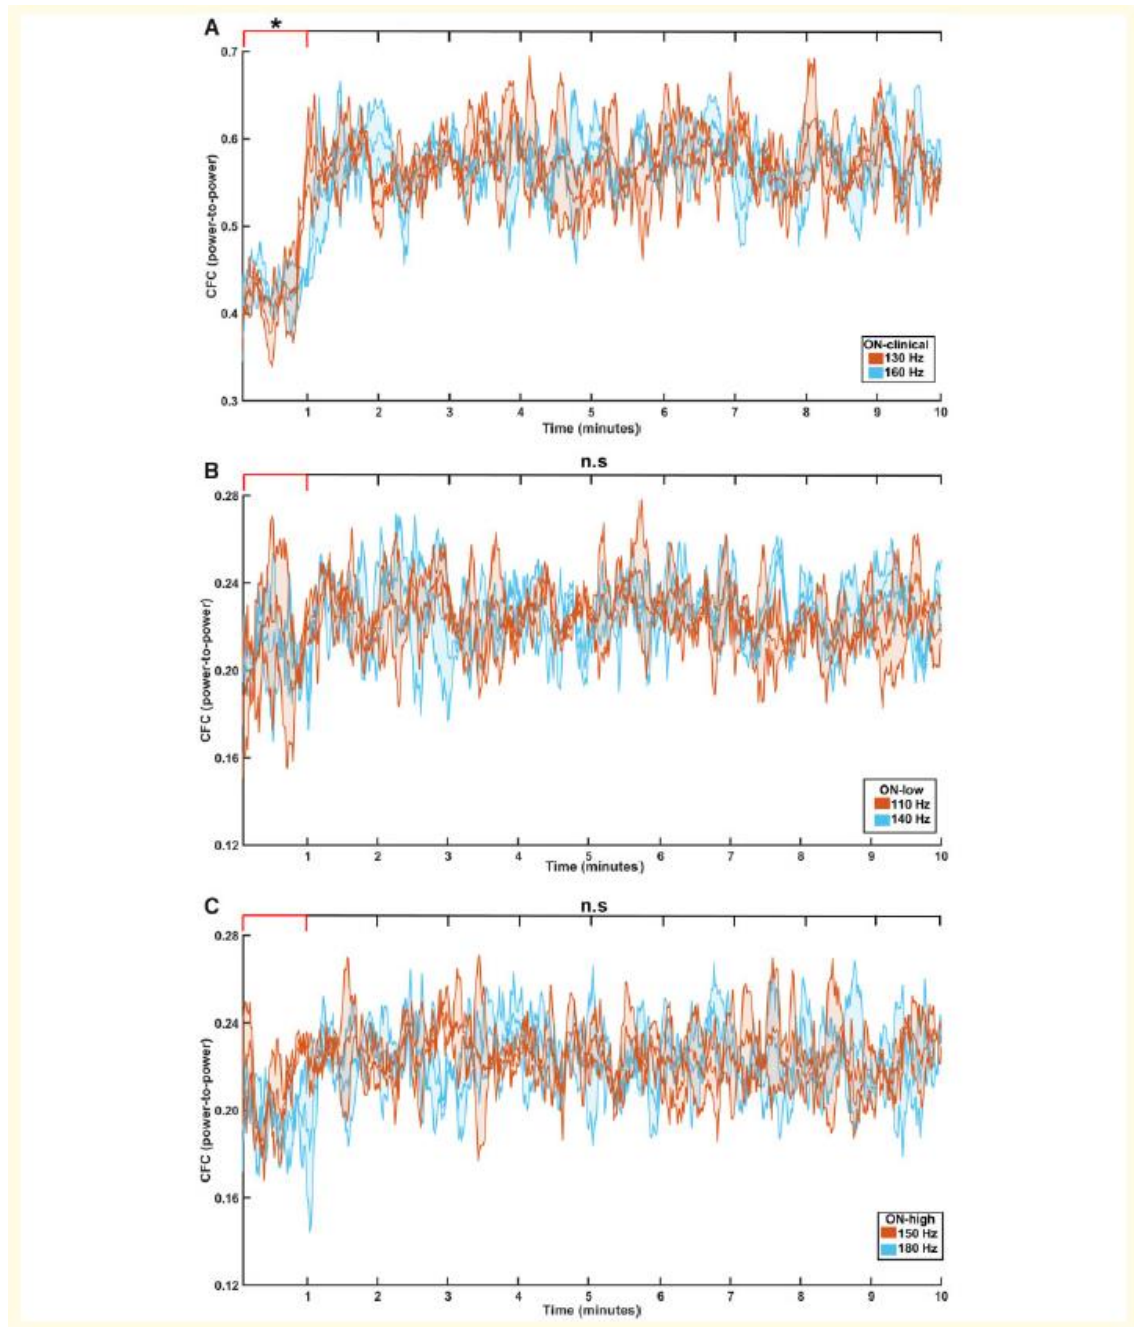 A
*
0.7
0.6
0.5
0.4
0.3
CFC (power-to-power)
ON-clinical
130 Hz
160 Hz
1 2 3 4 5 6 7 8 9 10
Time (minutes)
B
n.s
0.28
0.24
0.20
0.16
0.12
CFC (power-to-power)
ON-low
110 Hz
140 Hz
1 2 3 4 5 6 7 8 9 10
Time (minutes)
C
n.s
0.28
0.24
0.20
0.16
0.12
CFC (power-to-power)
ON-high
150 Hz
180 Hz
1 2 3 4 5 6 7 8 9 10
Time (minutes)